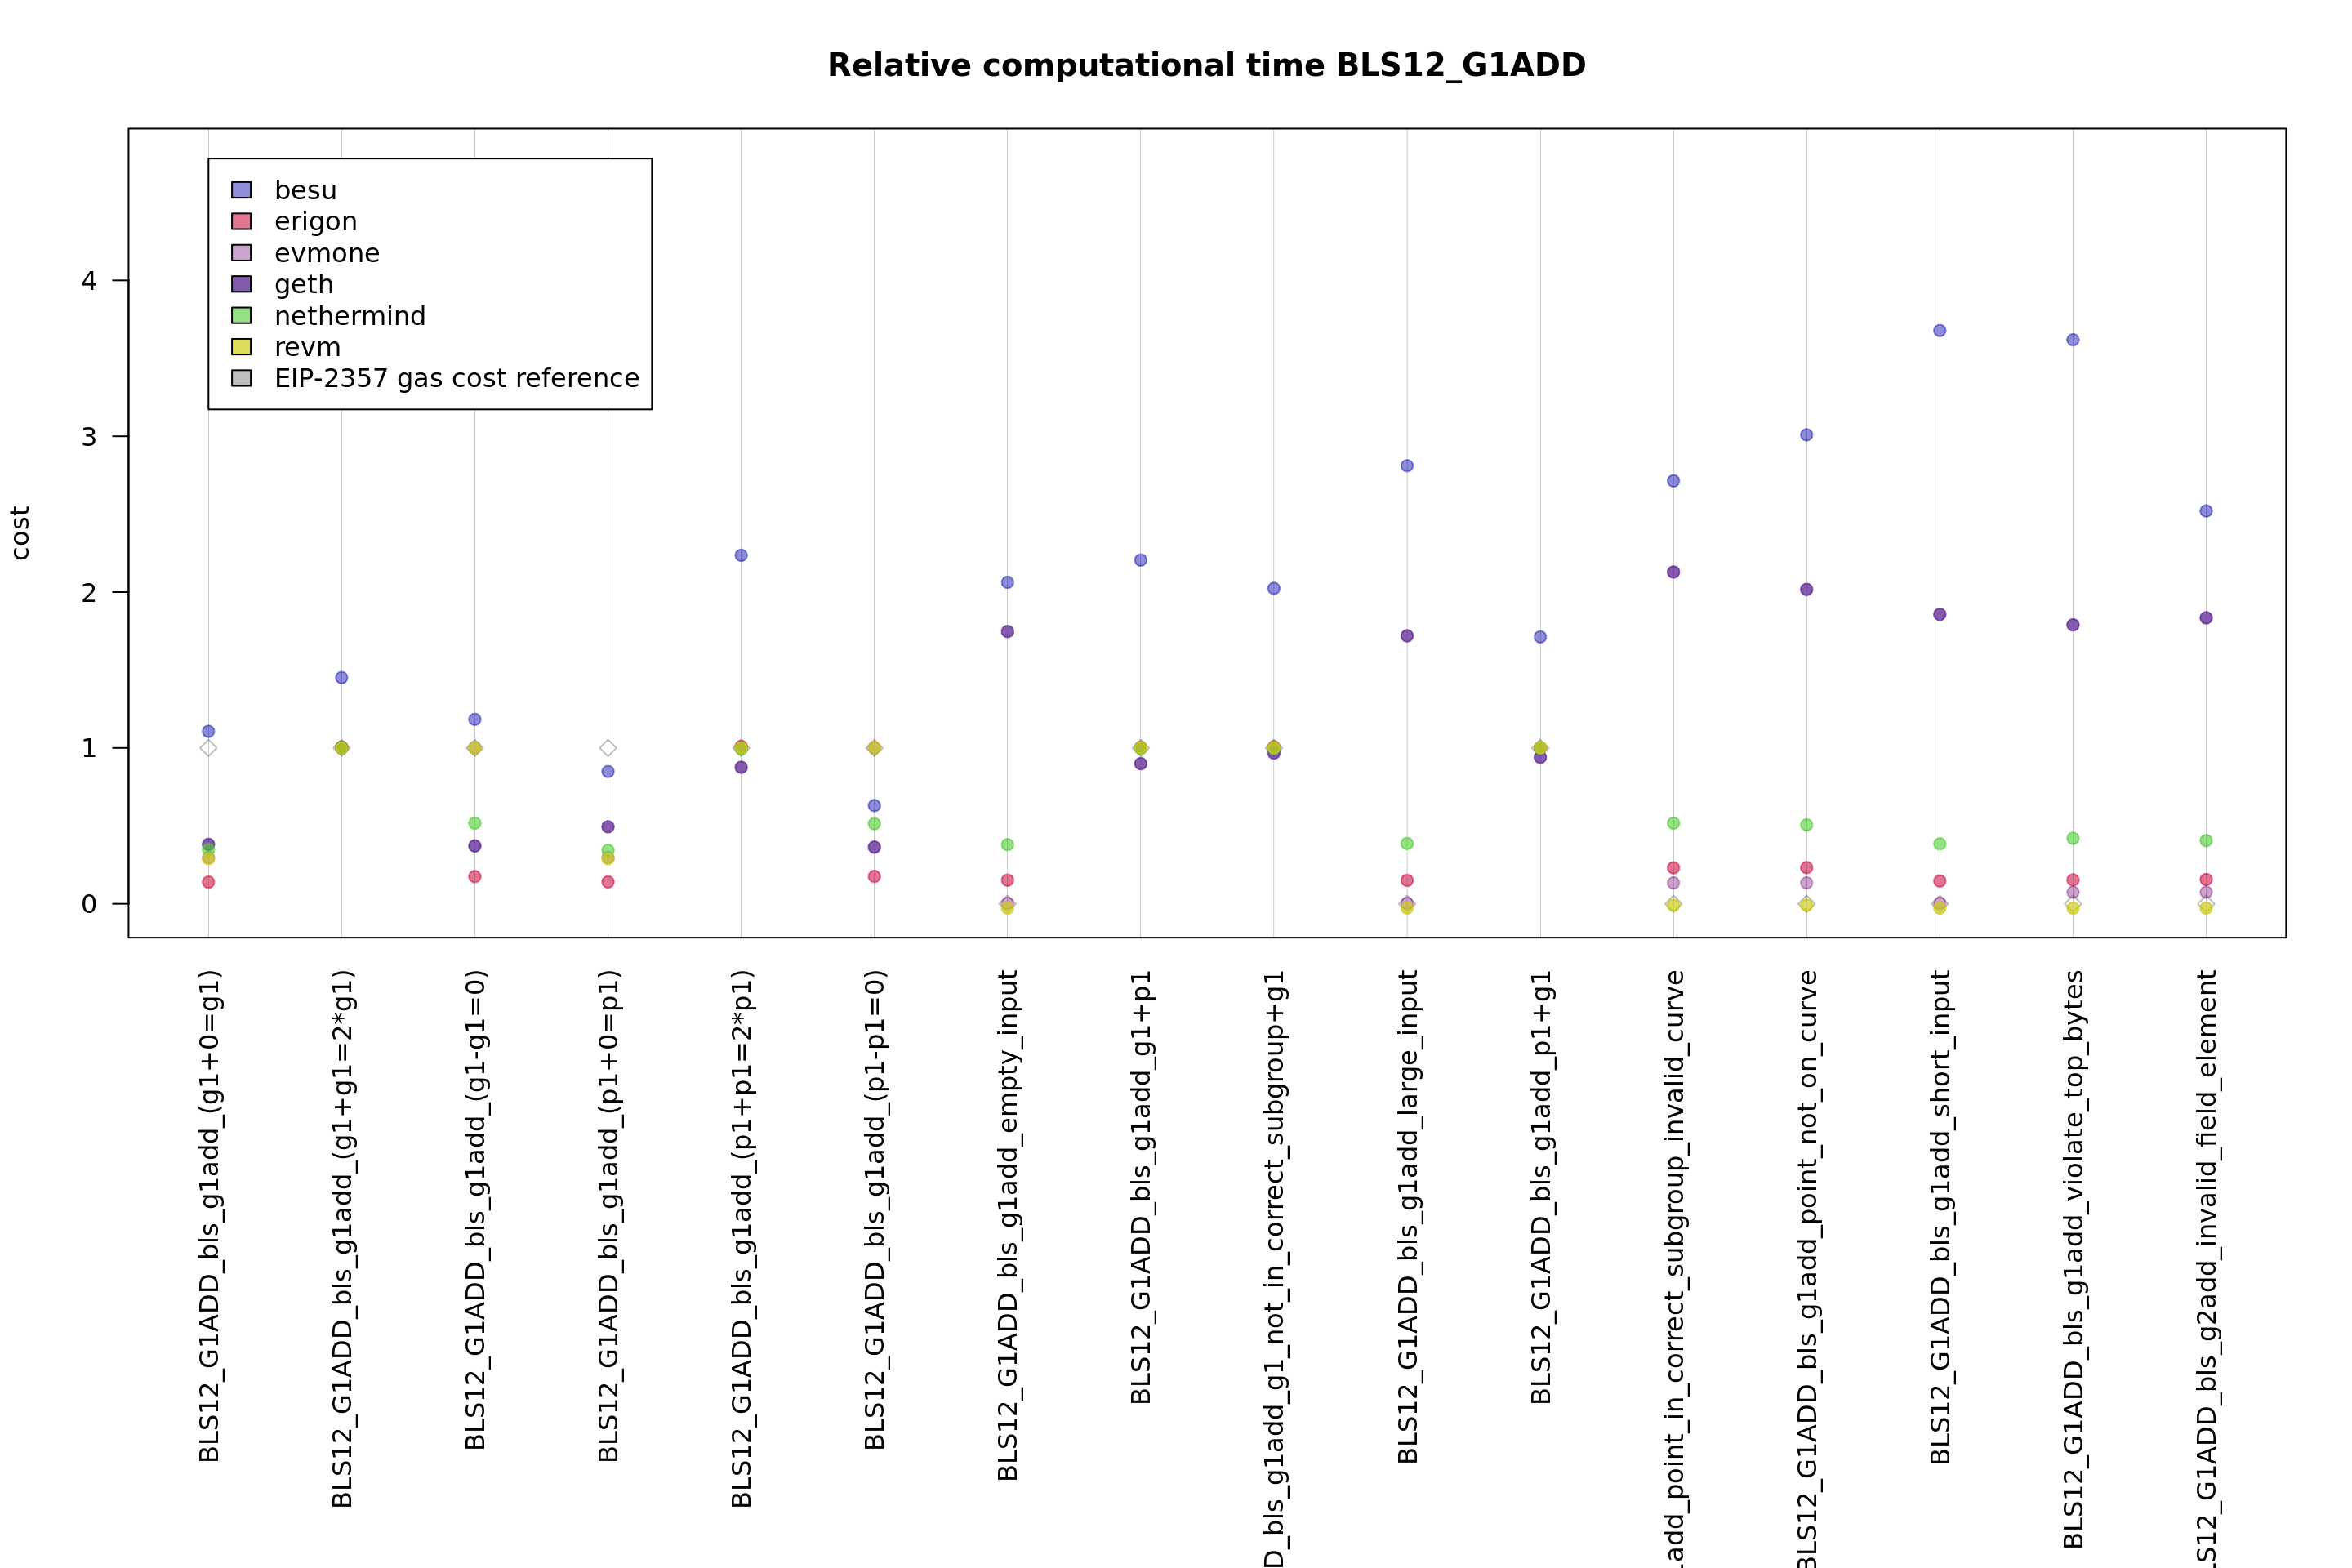 Relative computational time BLS12_G1ADD
besu
erigon
evmone
geth
nethermind
revm
EIP-2357 gas cost reference
cost
4
3
2
1
0
BLS12_G1ADD_bls_g1add_(g1+0=g1)
BLS12_G1ADD_bls_g1add_(g1+g1=2*g1)
BLS12_G1ADD_bls_g1add_(g1-g1=0)
BLS12_G1ADD_bls_g1add_(p1+0=p1)
BLS12_G1ADD_bls_g1add_(p1+p1=2*p1)
BLS12_G1ADD_bls_g1add_(p1-p1=0)
BLS12_G1ADD_bls_g1add_empty_input
BLS12_G1ADD_bls_g1add_g1+p1
D_bls_g1add_g1_not_in_correct_subgroup+g1
BLS12_G1ADD_bls_g1add_large_input
BLS12_G1ADD_bls_g1add_p1+g1
add_point_in_correct_subgroup_invalid_curve
BLS12_G1ADD_bls_g1add_point_not_on_curve
BLS12_G1ADD_bls_g1add_short_input
BLS12_G1ADD_bls_g1add_violate_top_bytes
S12_G1ADD_bls_g2add_invalid_field_element